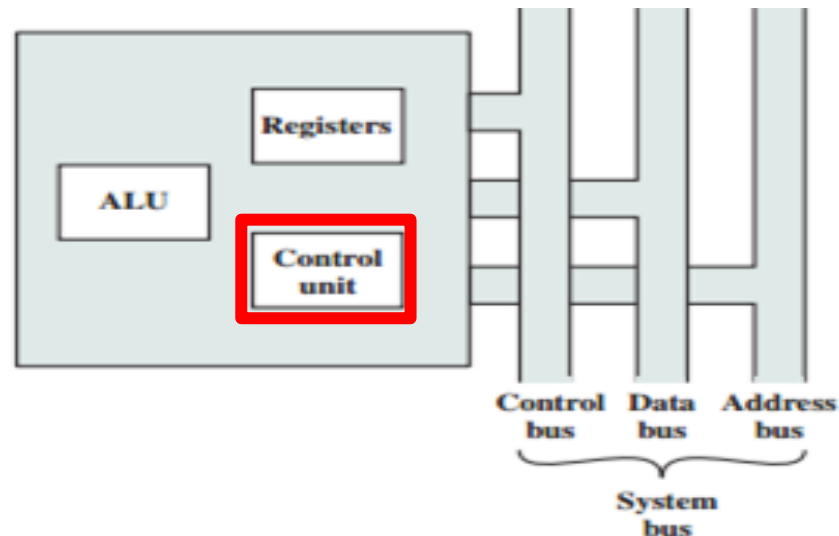 Registers
ALU
Control
unit
Control Data Address
bus bus bus
System
bus